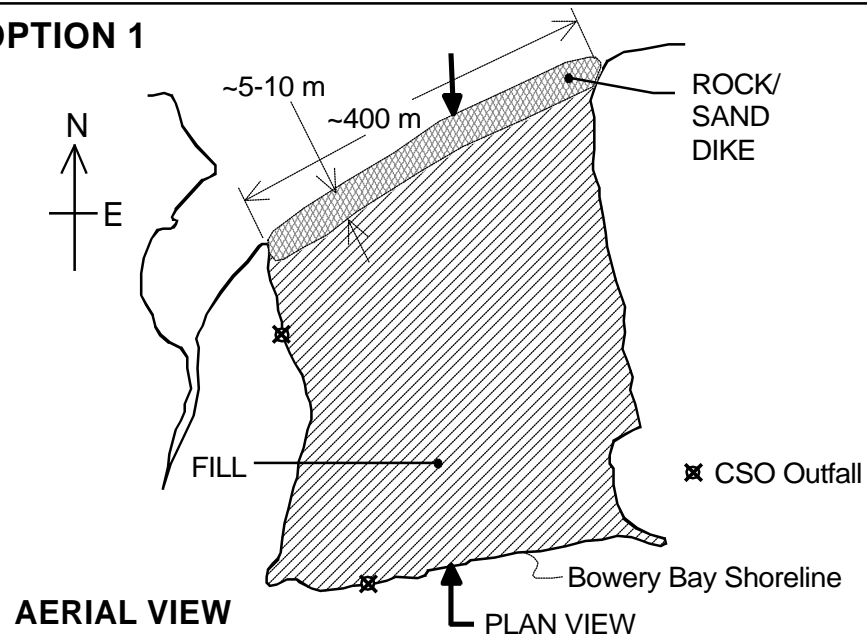 OPTION 1
~5-10 m
~400 m
ROCK/
SAND
DIKE
N
E
FILL
CSO Outfall
Bowery Bay Shoreline
AERIAL VIEW
PLAN VIEW